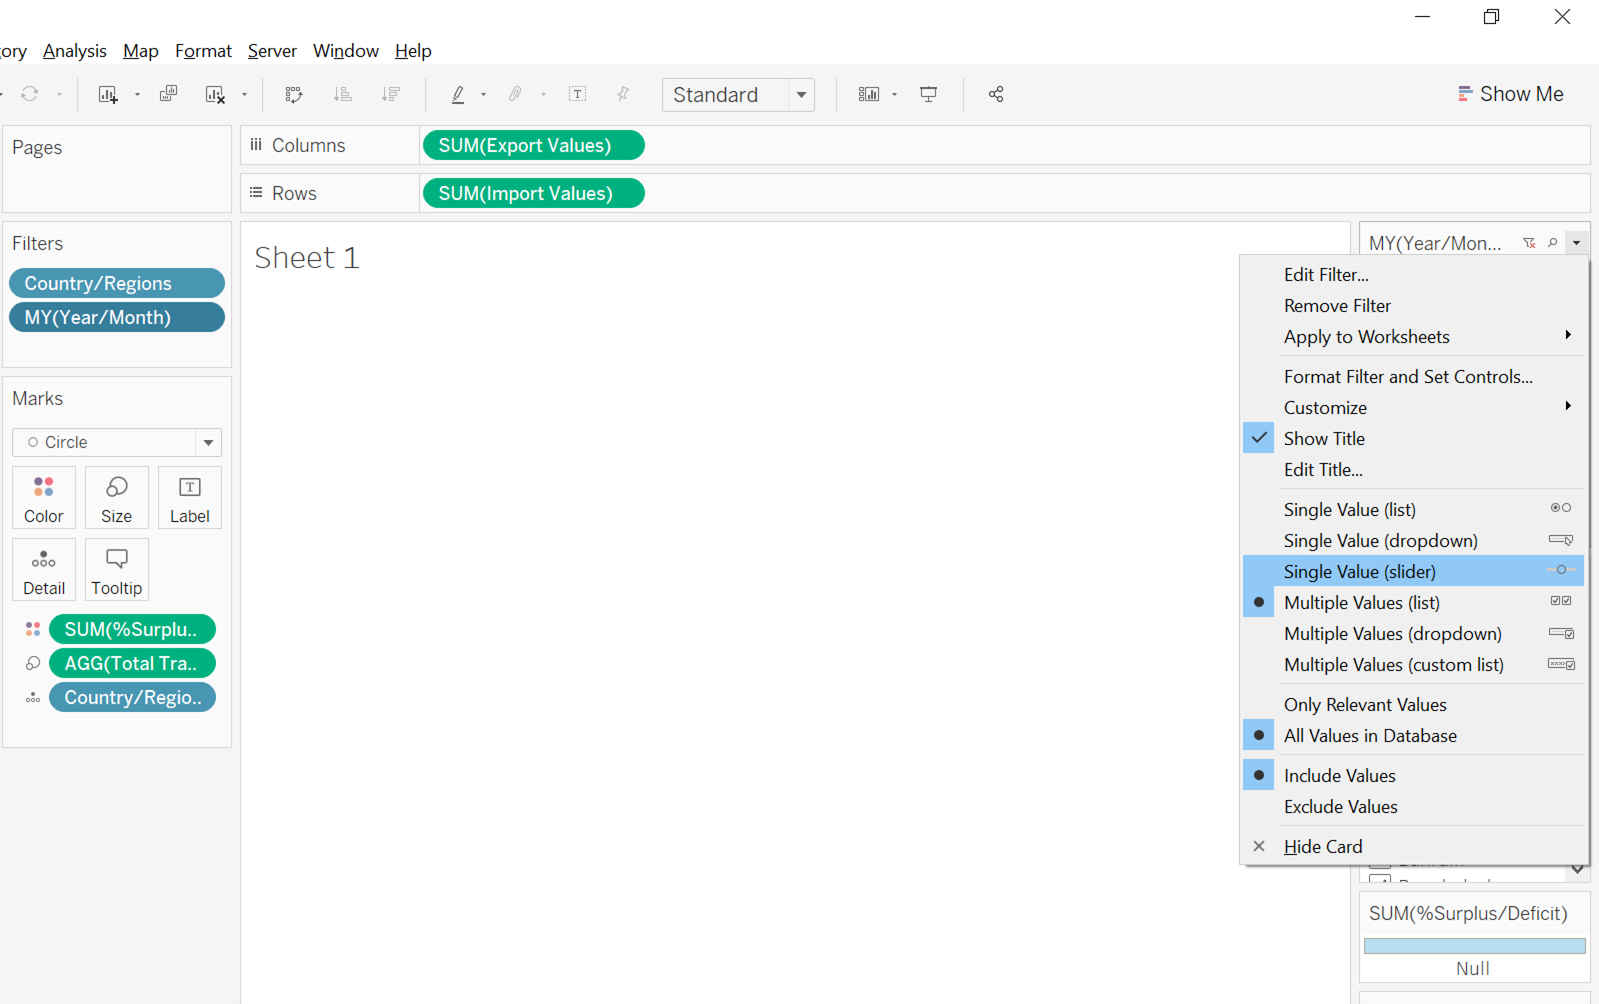 ory Analysis Map Format Server Window Help
Standard
Show Me
Pages
Columns
SUM(Export Values)
Rows
SUM(Import Values)
Filters
Country/Regions
MY(Year/Month)
Sheet 1
MY(Year/Mon...
Edit Filter...
Remove Filter
Apply to Worksheets
Format Filter and Set Controls...
Customize
Show Title
Edit Title...
Single Value (list)
Single Value (dropdown)
Single Value (slider)
Multiple Values (list)
Multiple Values (dropdown)
Multiple Values (custom list)
Only Relevant Values
All Values in Database
Include Values
Exclude Values
Hide Card
Marks
Circle
Color
Size
T
Label
Detail
Tooltip
SUM(%Surplu..
AGG(Total Tra..
Country/Regio..
SUM(%Surplus/Deficit)
Null